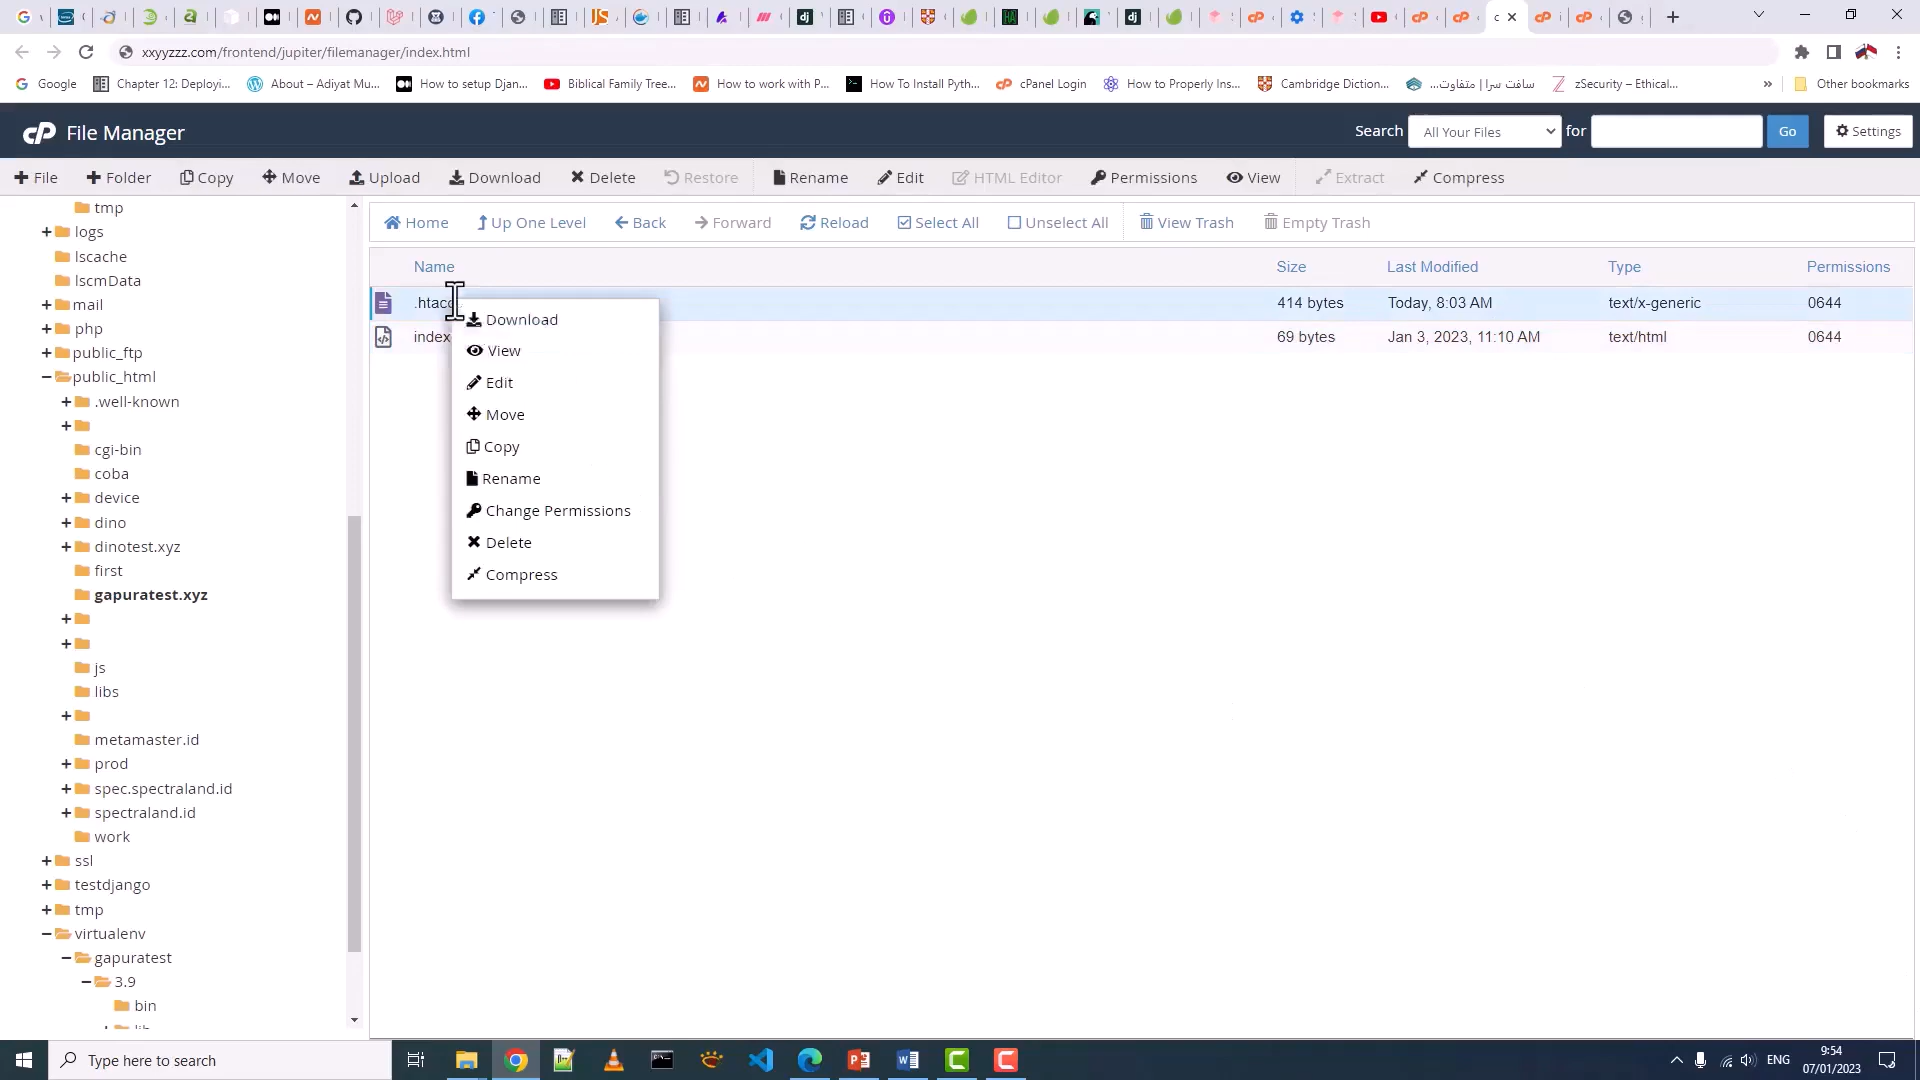 xxyyzzz.com/frontend/jupiter/filemanager/index.html
Google
Chapter 12: Deployi...
About – Adiyat Mu...
How to setup Djan...
Biblical Family Tree...
How to work with P...
How To Install Pyth...
cPanel Login
How to Properly Ins...
Cambridge Diction...
سافت سرا | متفاوت...
zSecurity – Ethical...
»
Other bookmarks
cP File Manager
Search All Your Files for Go Settings
File Folder Copy Move Upload Download Delete Restore Rename Edit HTML Editor Permissions View Extract Compress
Home Up One Level Back Forward Reload Select All Unselect All View Trash Empty Trash
Name Size Last Modified Type Permissions
.htacc 414 bytes Today, 8:03 AM text/x-generic 0644
index 69 bytes Jan 3, 2023, 11:10 AM text/html 0644
Download
View
Edit
Move
Copy
Rename
Change Permissions
Delete
Compress
tmp
logs
lscache
lscmData
mail
php
public_ftp
public_html
.well-known
cgi-bin
coba
device
dino
dinotest.xyz
first
gapuratest.xyz
js
libs
metamaster.id
prod
spec.spectraland.id
spectraland.id
work
ssl
testdjango
tmp
virtualenv
gapuratest
3.9
bin
lib
Type here to search
ENG
9:54
07/01/2023